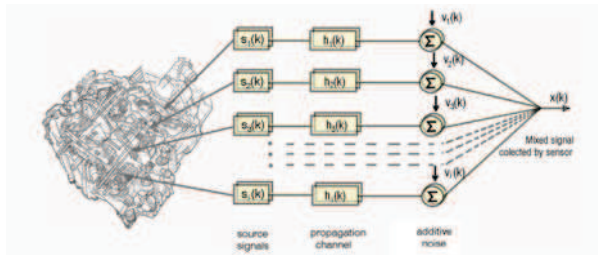 v₁(k)
s₁(k) h₁(k) Σ
v₂(k)
s₂(k) h₂(k) Σ
v₃(k) x(k)
s₃(k) h₃(k) Σ
Mixed signal
colected by sensor
vᵢ(k)
sᵢ(k) hᵢ(k) Σ
source propagation additive
signals channel noise